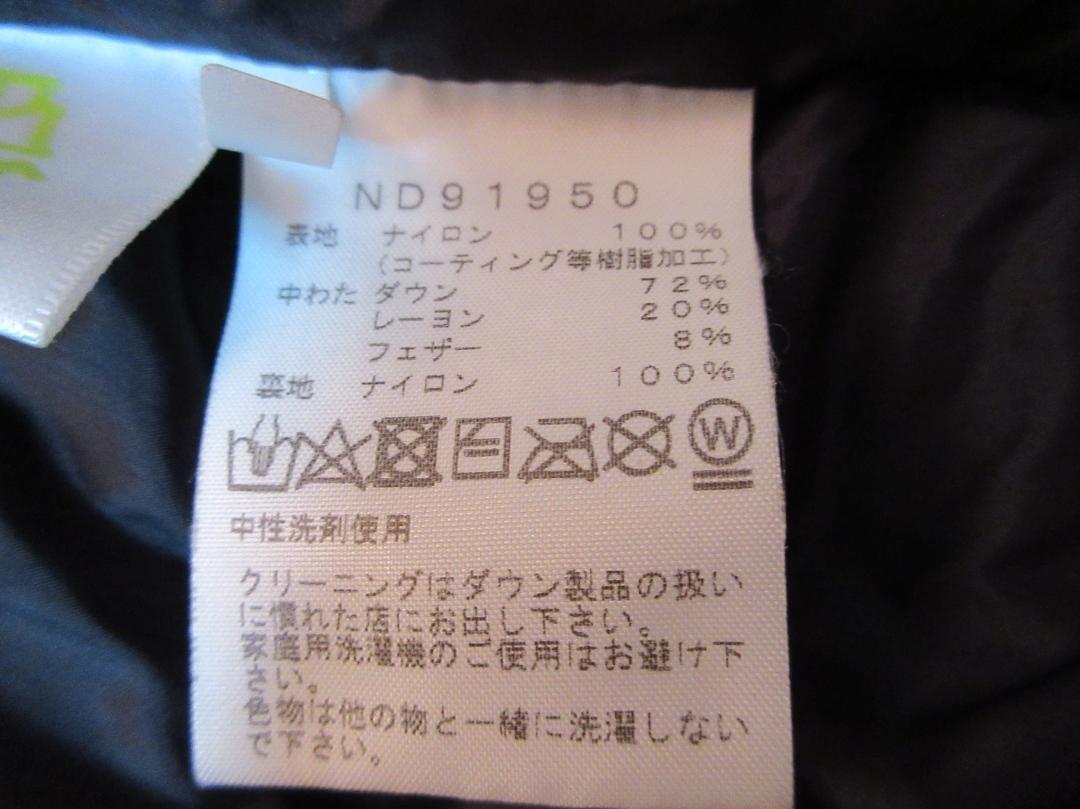 ND91950
表地 ナイロン 100%
(コーティング等樹脂加工)
中わた ダウン 72%
レーヨン 20%
フェザー 8%
裏地 ナイロン 100%
W
中性洗剤使用
クリーニングはダウン製品の扱い
に慣れた店にお出し下さい。
家庭用洗濯機のご使用はお避け下
さい。
色物は他の物と一緒に洗濯しない
で下さい。